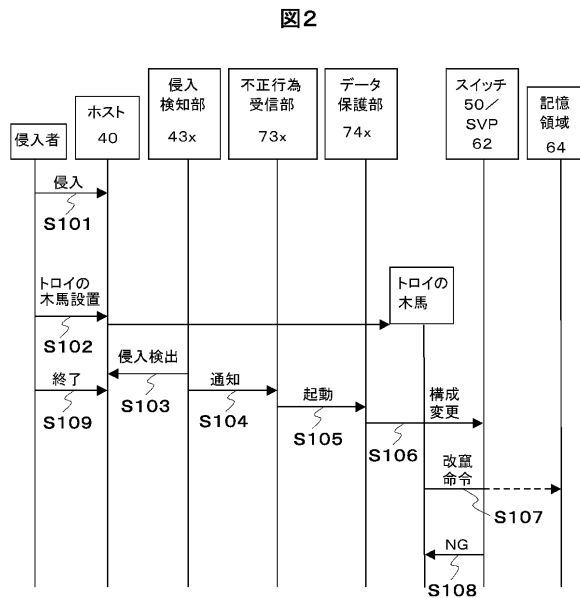 図2
侵入者
ホスト
40
侵入
検知部
43x
不正行為
受信部
73x
データ
保護部
74x
スイッチ
50/
SVP
62
記憶
領域
64
侵入
S101
トロイの
木馬
トロイの
木馬設置
S102
侵入検出
S103
終了
S109
通知
S104
起動
S105
構成
変更
S106
改竄
命令
S107
NG
S108